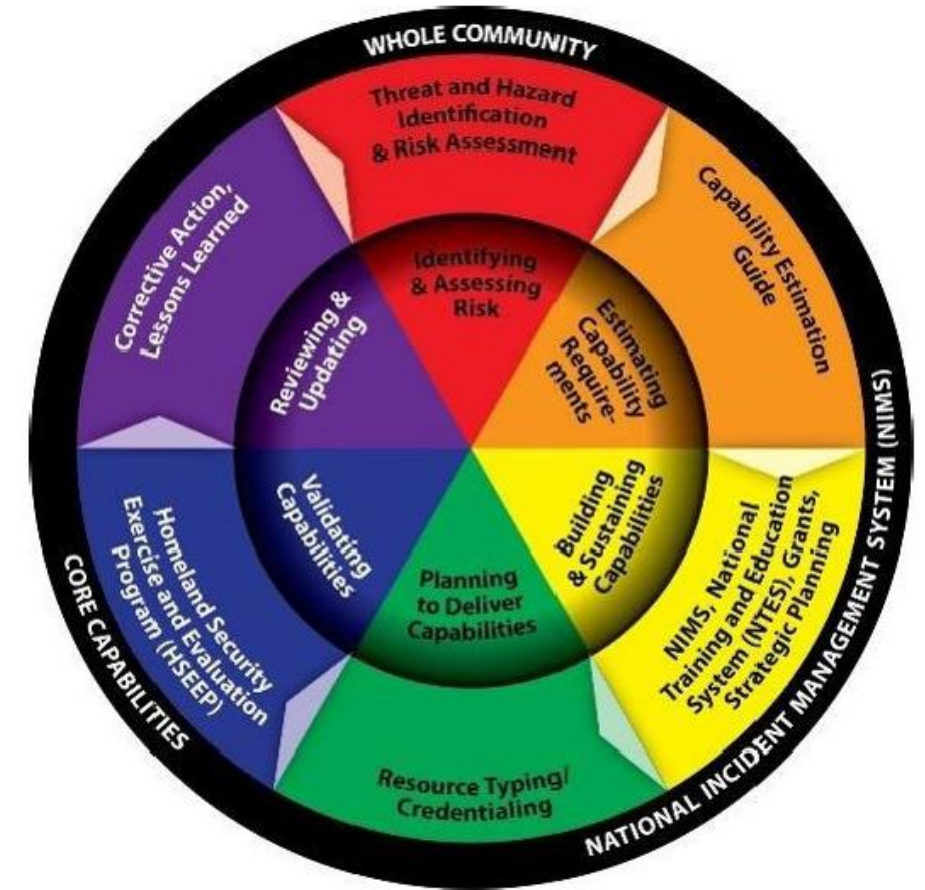 WHOLE COMMUNITY
Threat and Hazard
Identification
& Risk Assessment
Identifying
& Assessing
Risk
Capability Estimation
Guide
Estimating
Capability
Require-
ments
NIMS, National
Training and Education
System (NTES), Grants,
Strategic Planning
Building
& Sustaining
Capabilities
Resource Typing/
Credentialing
Planning
to Deliver
Capabilities
Homeland Security
Exercise and Evaluation
Program (HSEEP)
Validating
Capabilities
Corrective Action,
Lessons Learned
Reviewing &
Updating
NATIONAL INCIDENT MANAGEMENT SYSTEM (NIMS)
CORE CAPABILITIES